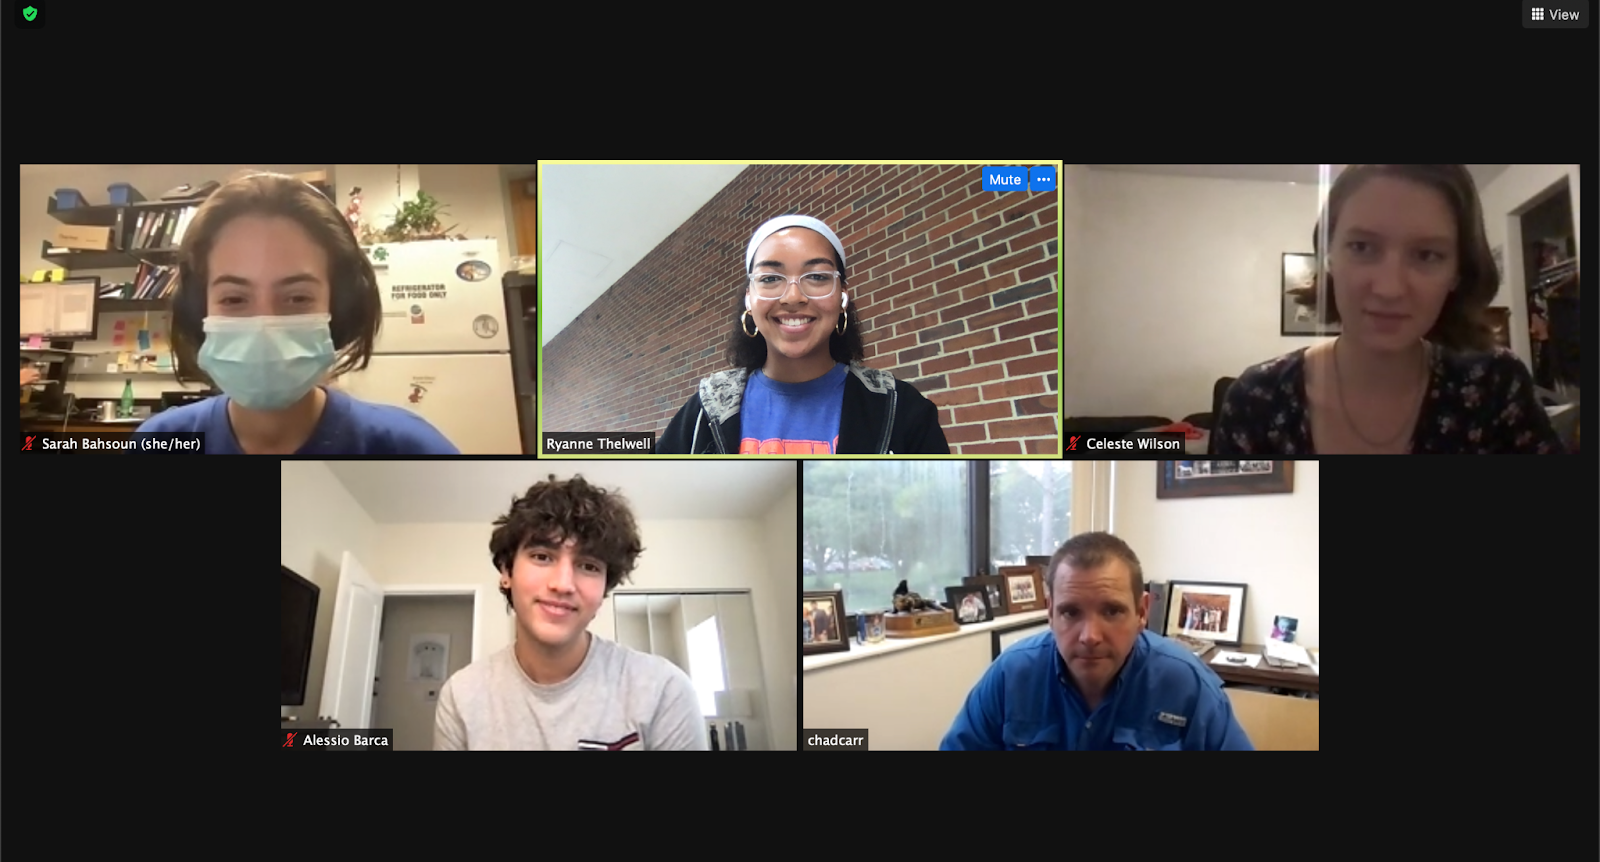 View
Mute
REFRIGERATOR
FOR FOOD ONLY
Sarah Bahsoun (she/her)
Ryanne Thelwell
Celeste Wilson
Alessio Barca
chadcarr